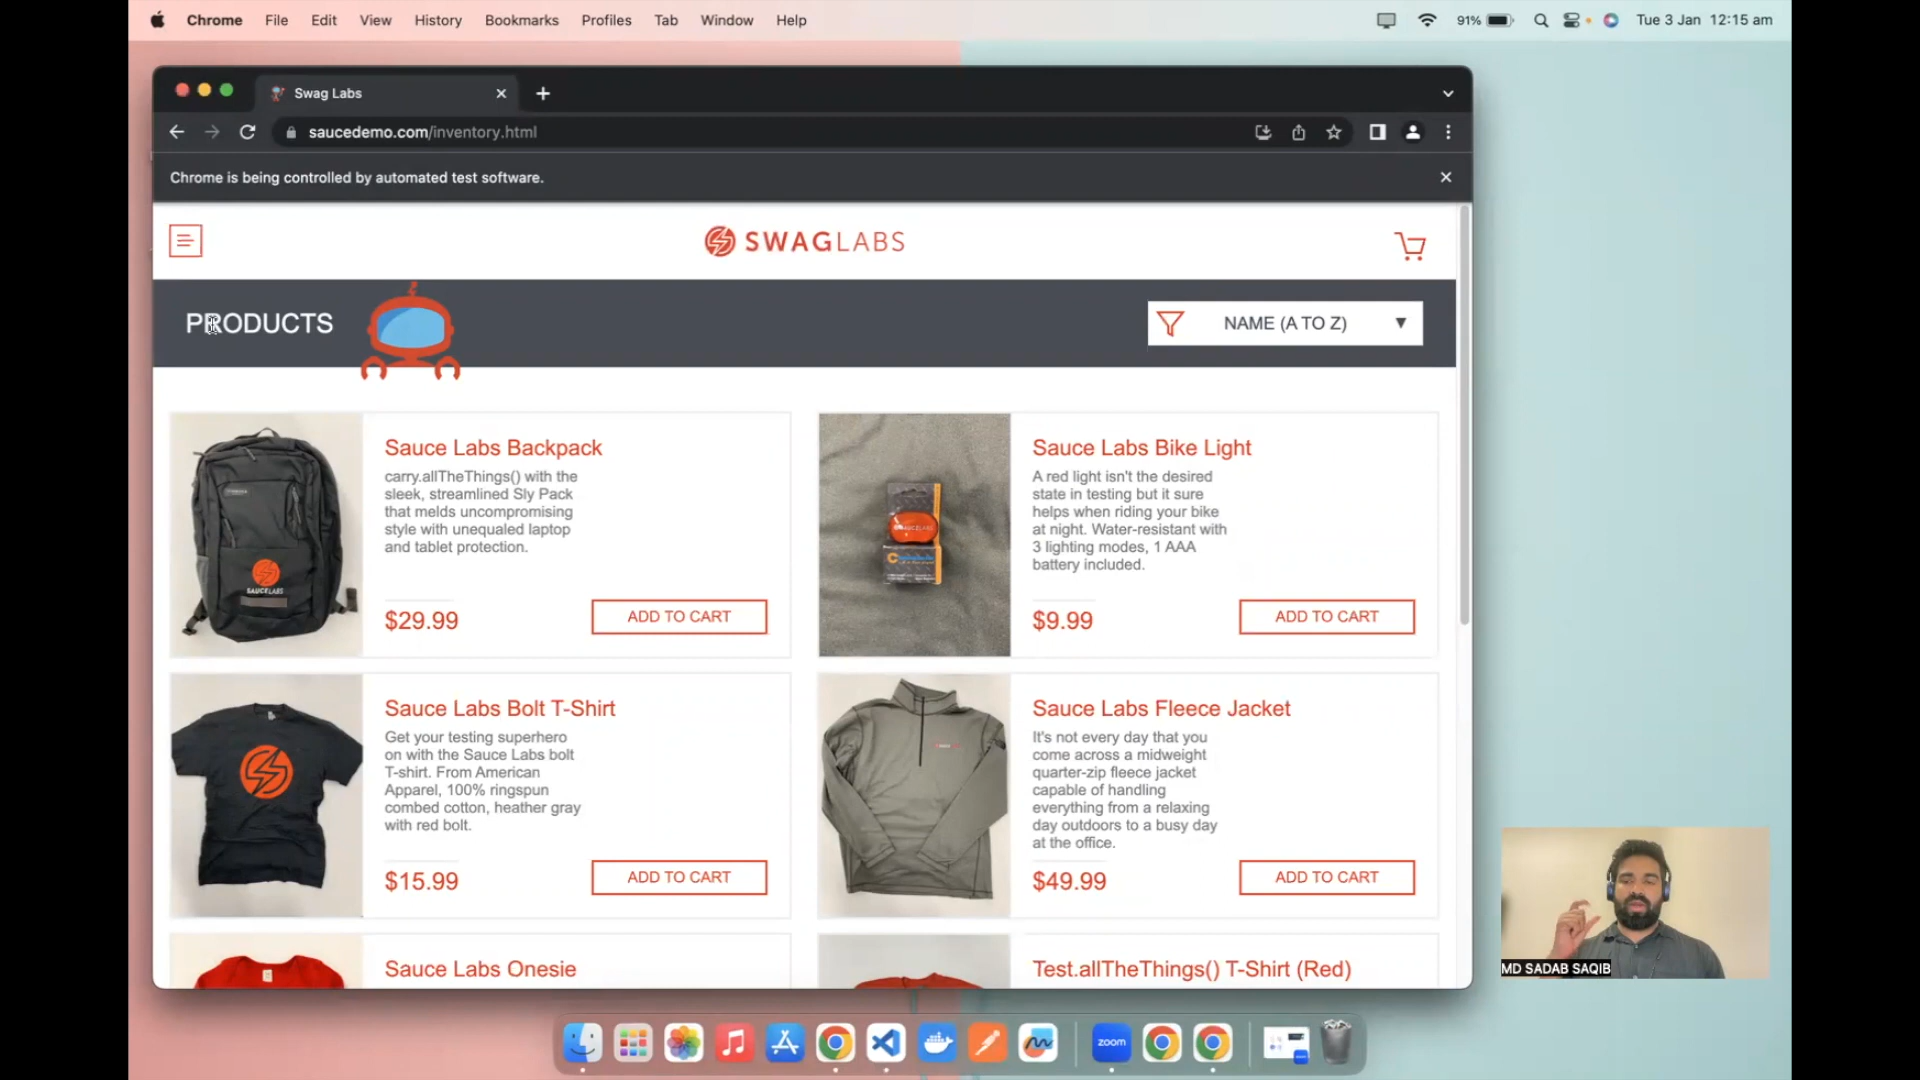 Chrome File Edit View History Bookmarks Profiles Tab Window Help 91% Tue 3 Jan 12:15 am
Swag Labs
saucedemo.com/inventory.html
Chrome is being controlled by automated test software.
SWAGLABS
PRODUCTS
NAME (A TO Z)
Sauce Labs Backpack
carry.allTheThings() with the
sleek, streamlined Sly Pack
that melds uncompromising
style with unequaled laptop
and tablet protection.
$29.99
ADD TO CART
SAUCELABS
Sauce Labs Bike Light
A red light isn't the desired
state in testing but it sure
helps when riding your bike
at night. Water-resistant with
3 lighting modes, 1 AAA
battery included.
$9.99
ADD TO CART
Sauce Labs Bolt T-Shirt
Get your testing superhero
on with the Sauce Labs bolt
T-shirt. From American
Apparel, 100% ringspun
combed cotton, heather gray
with red bolt.
$15.99
ADD TO CART
Sauce Labs Fleece Jacket
It's not every day that you
come across a midweight
quarter-zip fleece jacket
capable of handling
everything from a relaxing
day outdoors to a busy day
at the office.
$49.99
ADD TO CART
Sauce Labs Onesie
Test.allTheThings() T-Shirt (Red)
MD SADAB SAQIB
zoom